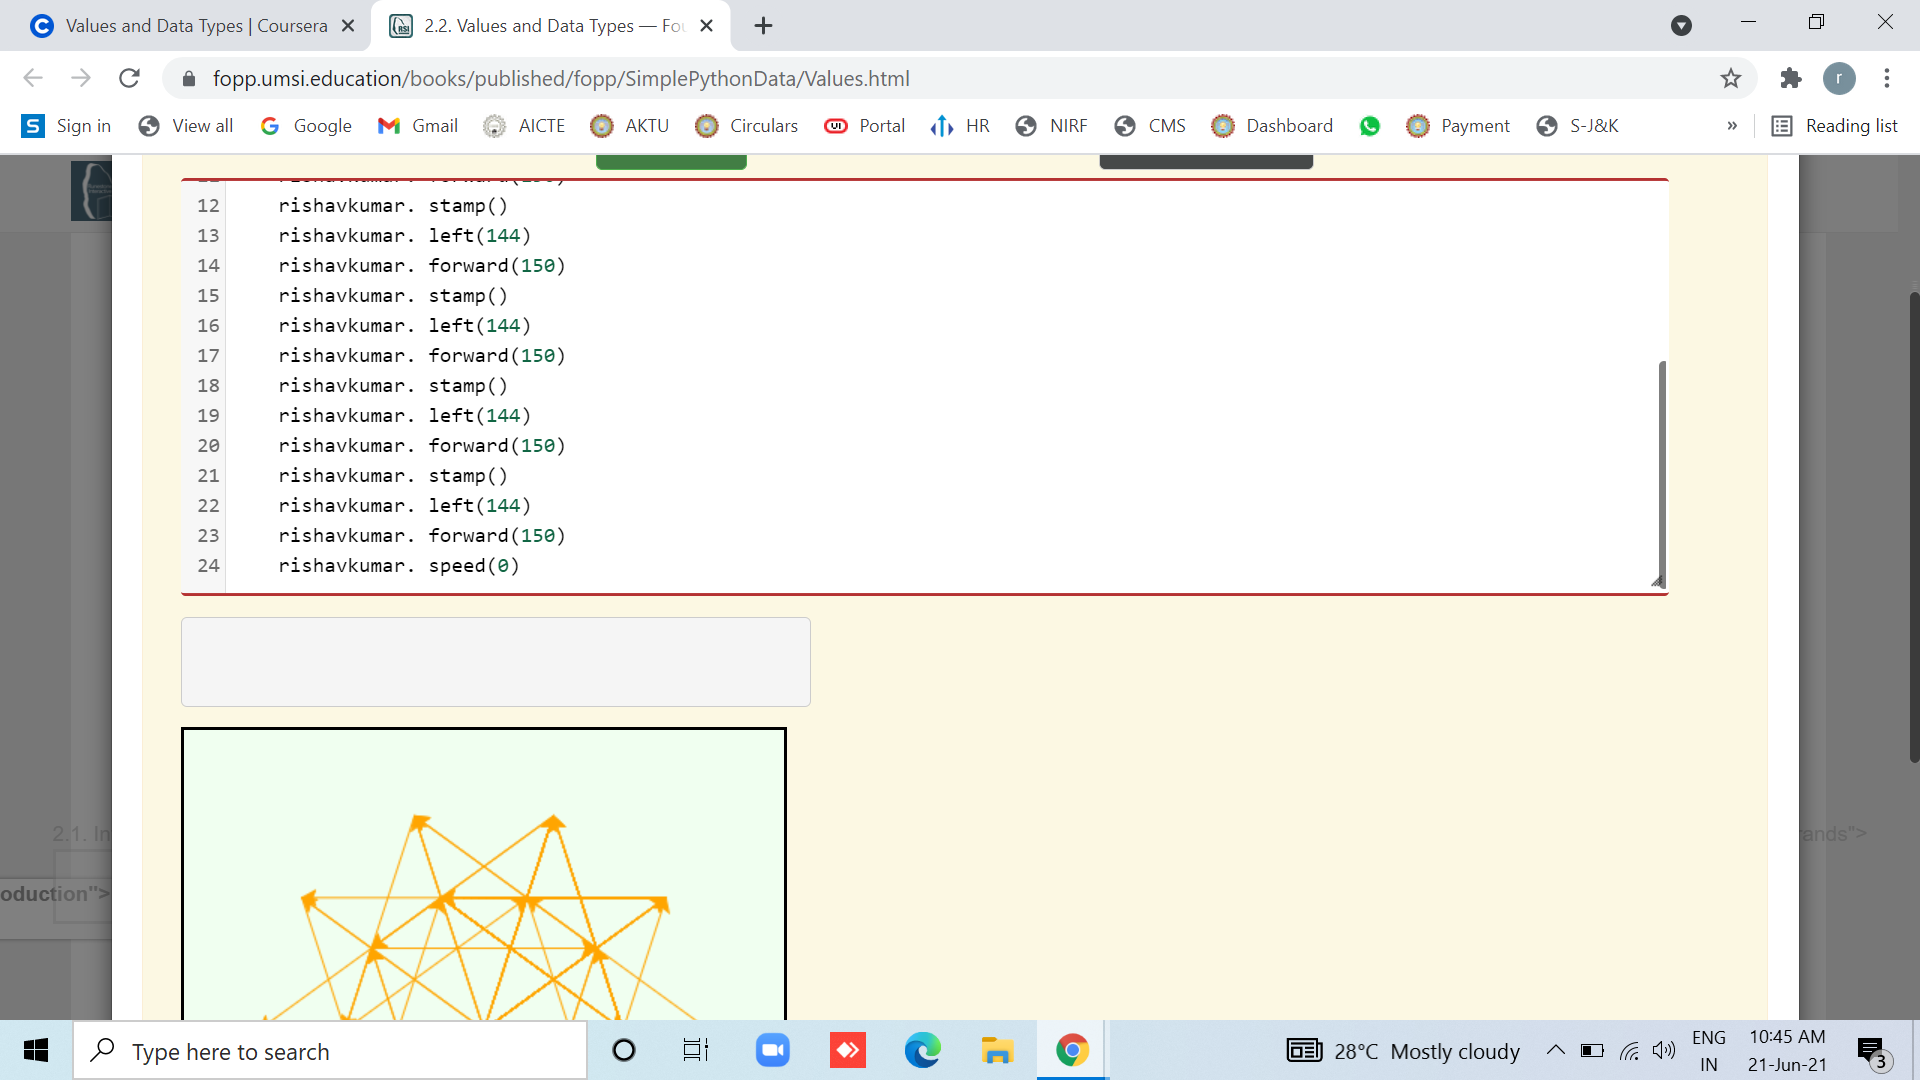 Values and Data Types | Coursera
2.2. Values and Data Types — Fou
fopp.umsi.education/books/published/fopp/SimplePythonData/Values.html
r
S Sign in View all Google Gmail AICTE AKTU Circulars UI Portal HR NIRF CMS Dashboard Payment S-J&K » Reading list
12 rishavkumar. stamp()
13 rishavkumar. left(144)
14 rishavkumar. forward(150)
15 rishavkumar. stamp()
16 rishavkumar. left(144)
17 rishavkumar. forward(150)
18 rishavkumar. stamp()
19 rishavkumar. left(144)
20 rishavkumar. forward(150)
21 rishavkumar. stamp()
22 rishavkumar. left(144)
23 rishavkumar. forward(150)
24 rishavkumar. speed(0)
2.1. In
ands">
oduction">
Type here to search
28°C Mostly cloudy
ENG
IN
10:45 AM
21-Jun-21
3